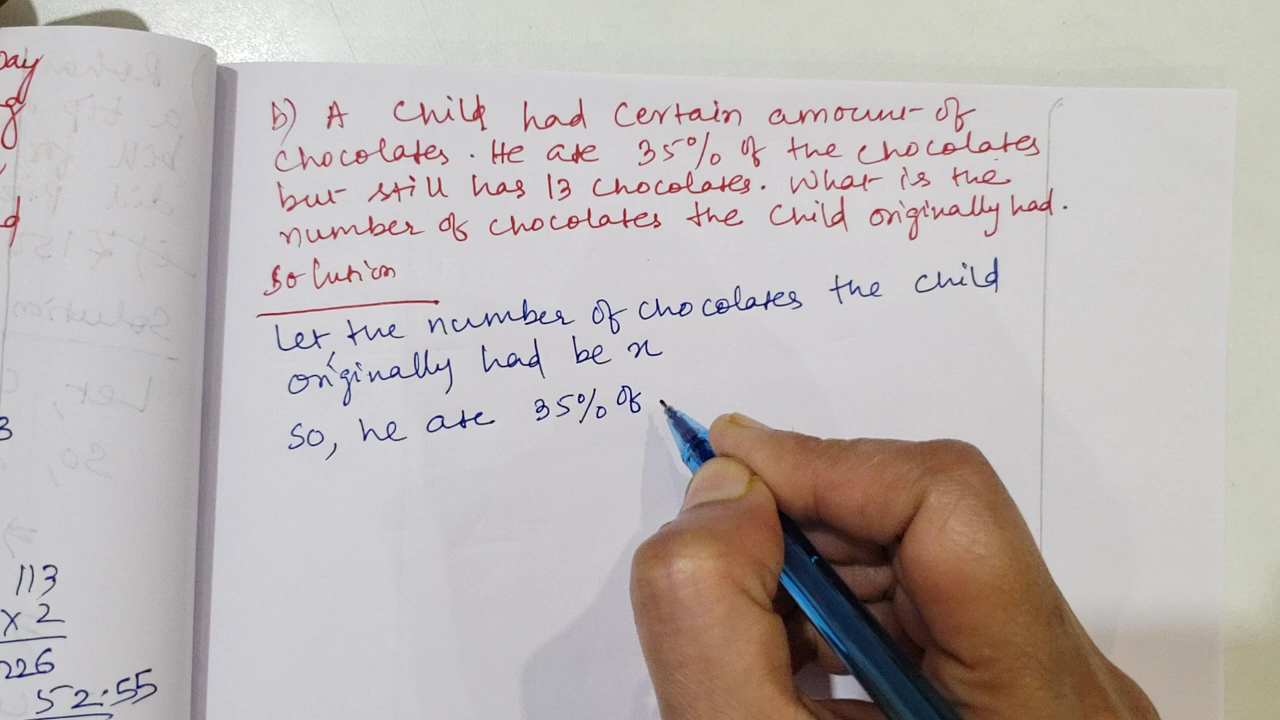 Day
g
d
3
113
x 2
226
52.55
b) A child had certain amount of
chocolates. He ate 35% of the chocolates
but still has 13 chocolates. What is the
number of chocolates the child originally had.
Solution
Let, the number of chocolates the child
originally had be x
So, he ate 35% of